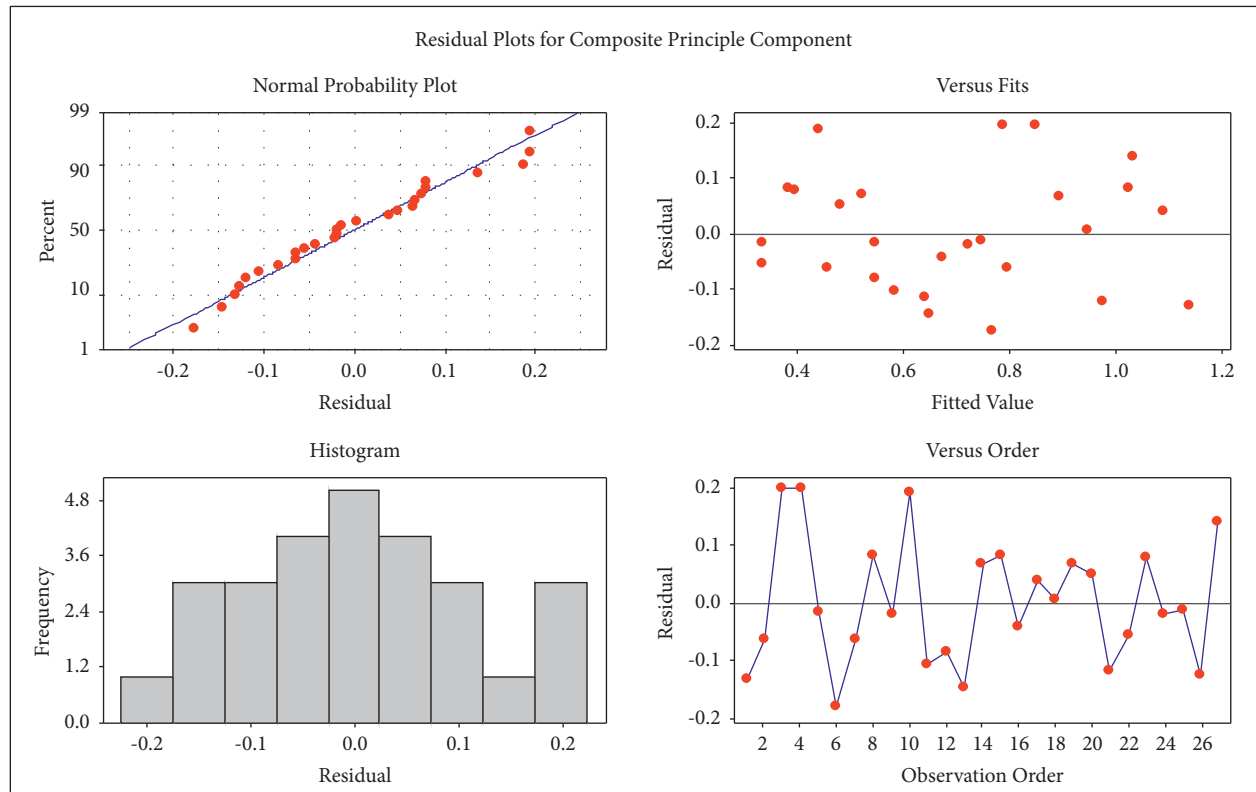 Residual Plots for Composite Principle Component
Normal Probability Plot
Percent
99
90
50
10
1
-0.2 -0.1 0.0 0.1 0.2
Residual
Versus Fits
Residual
0.2
0.1
0.0
-0.1
-0.2
0.4 0.6 0.8 1.0 1.2
Fitted Value
Histogram
Frequency
4.8
3.6
2.4
1.2
0.0
-0.2 -0.1 0.0 0.1 0.2
Residual
Versus Order
Residual
0.2
0.1
0.0
-0.1
-0.2
2 4 6 8 10 12 14 16 18 20 22 24 26
Observation Order